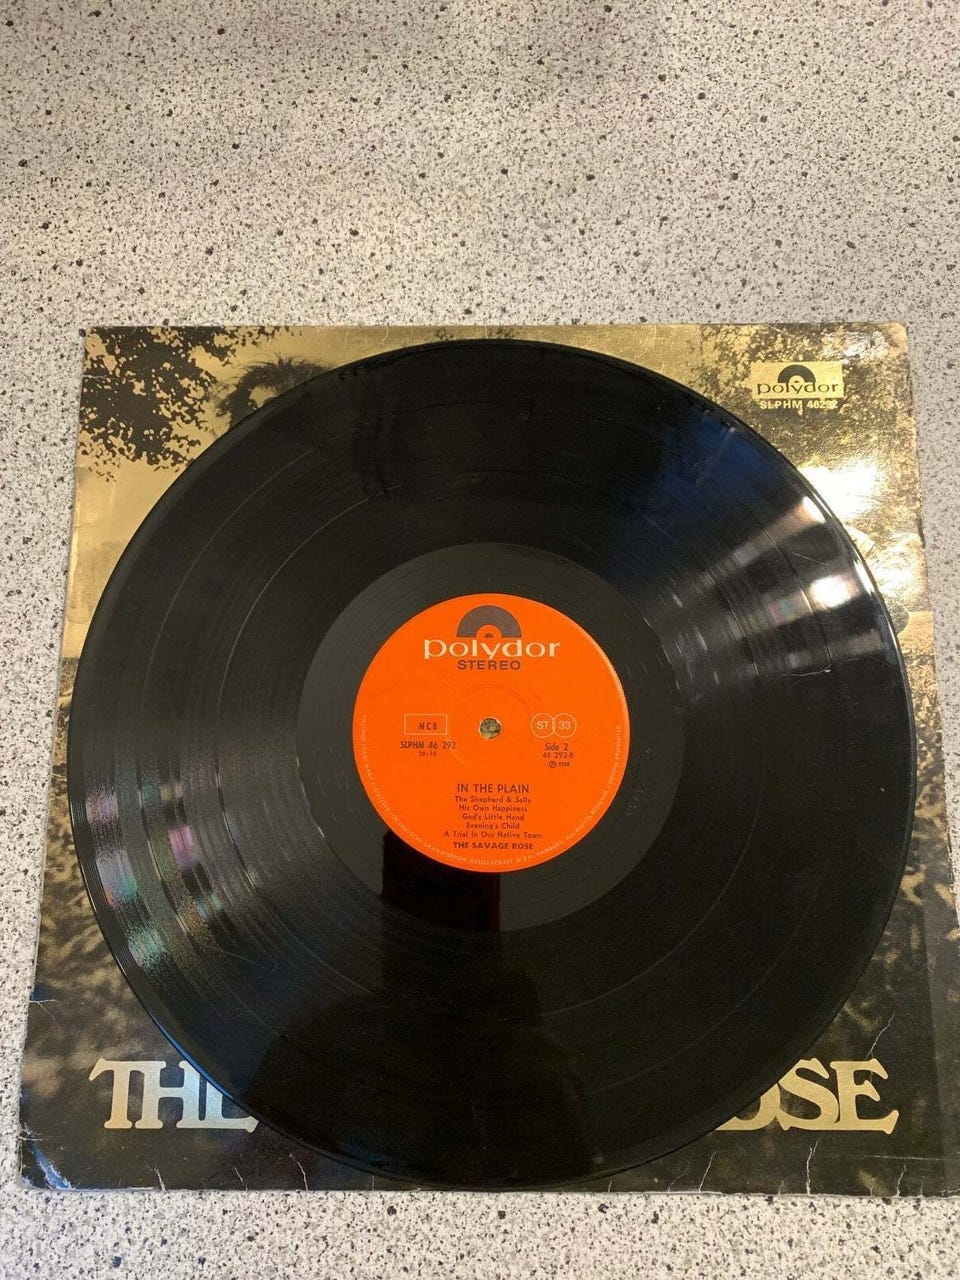 polydor
SLPHM 46292
polydor
STEREO
NCB
ST 33
SLPHM 46 292
Side 2
46 292-B
℗ 1968
IN THE PLAIN
The Shepherd & Sally
His Own Happiness
God's Little Hand
Evening's Child
A Trial In Our Native Town
THE SAVAGE ROSE
THE
OSE